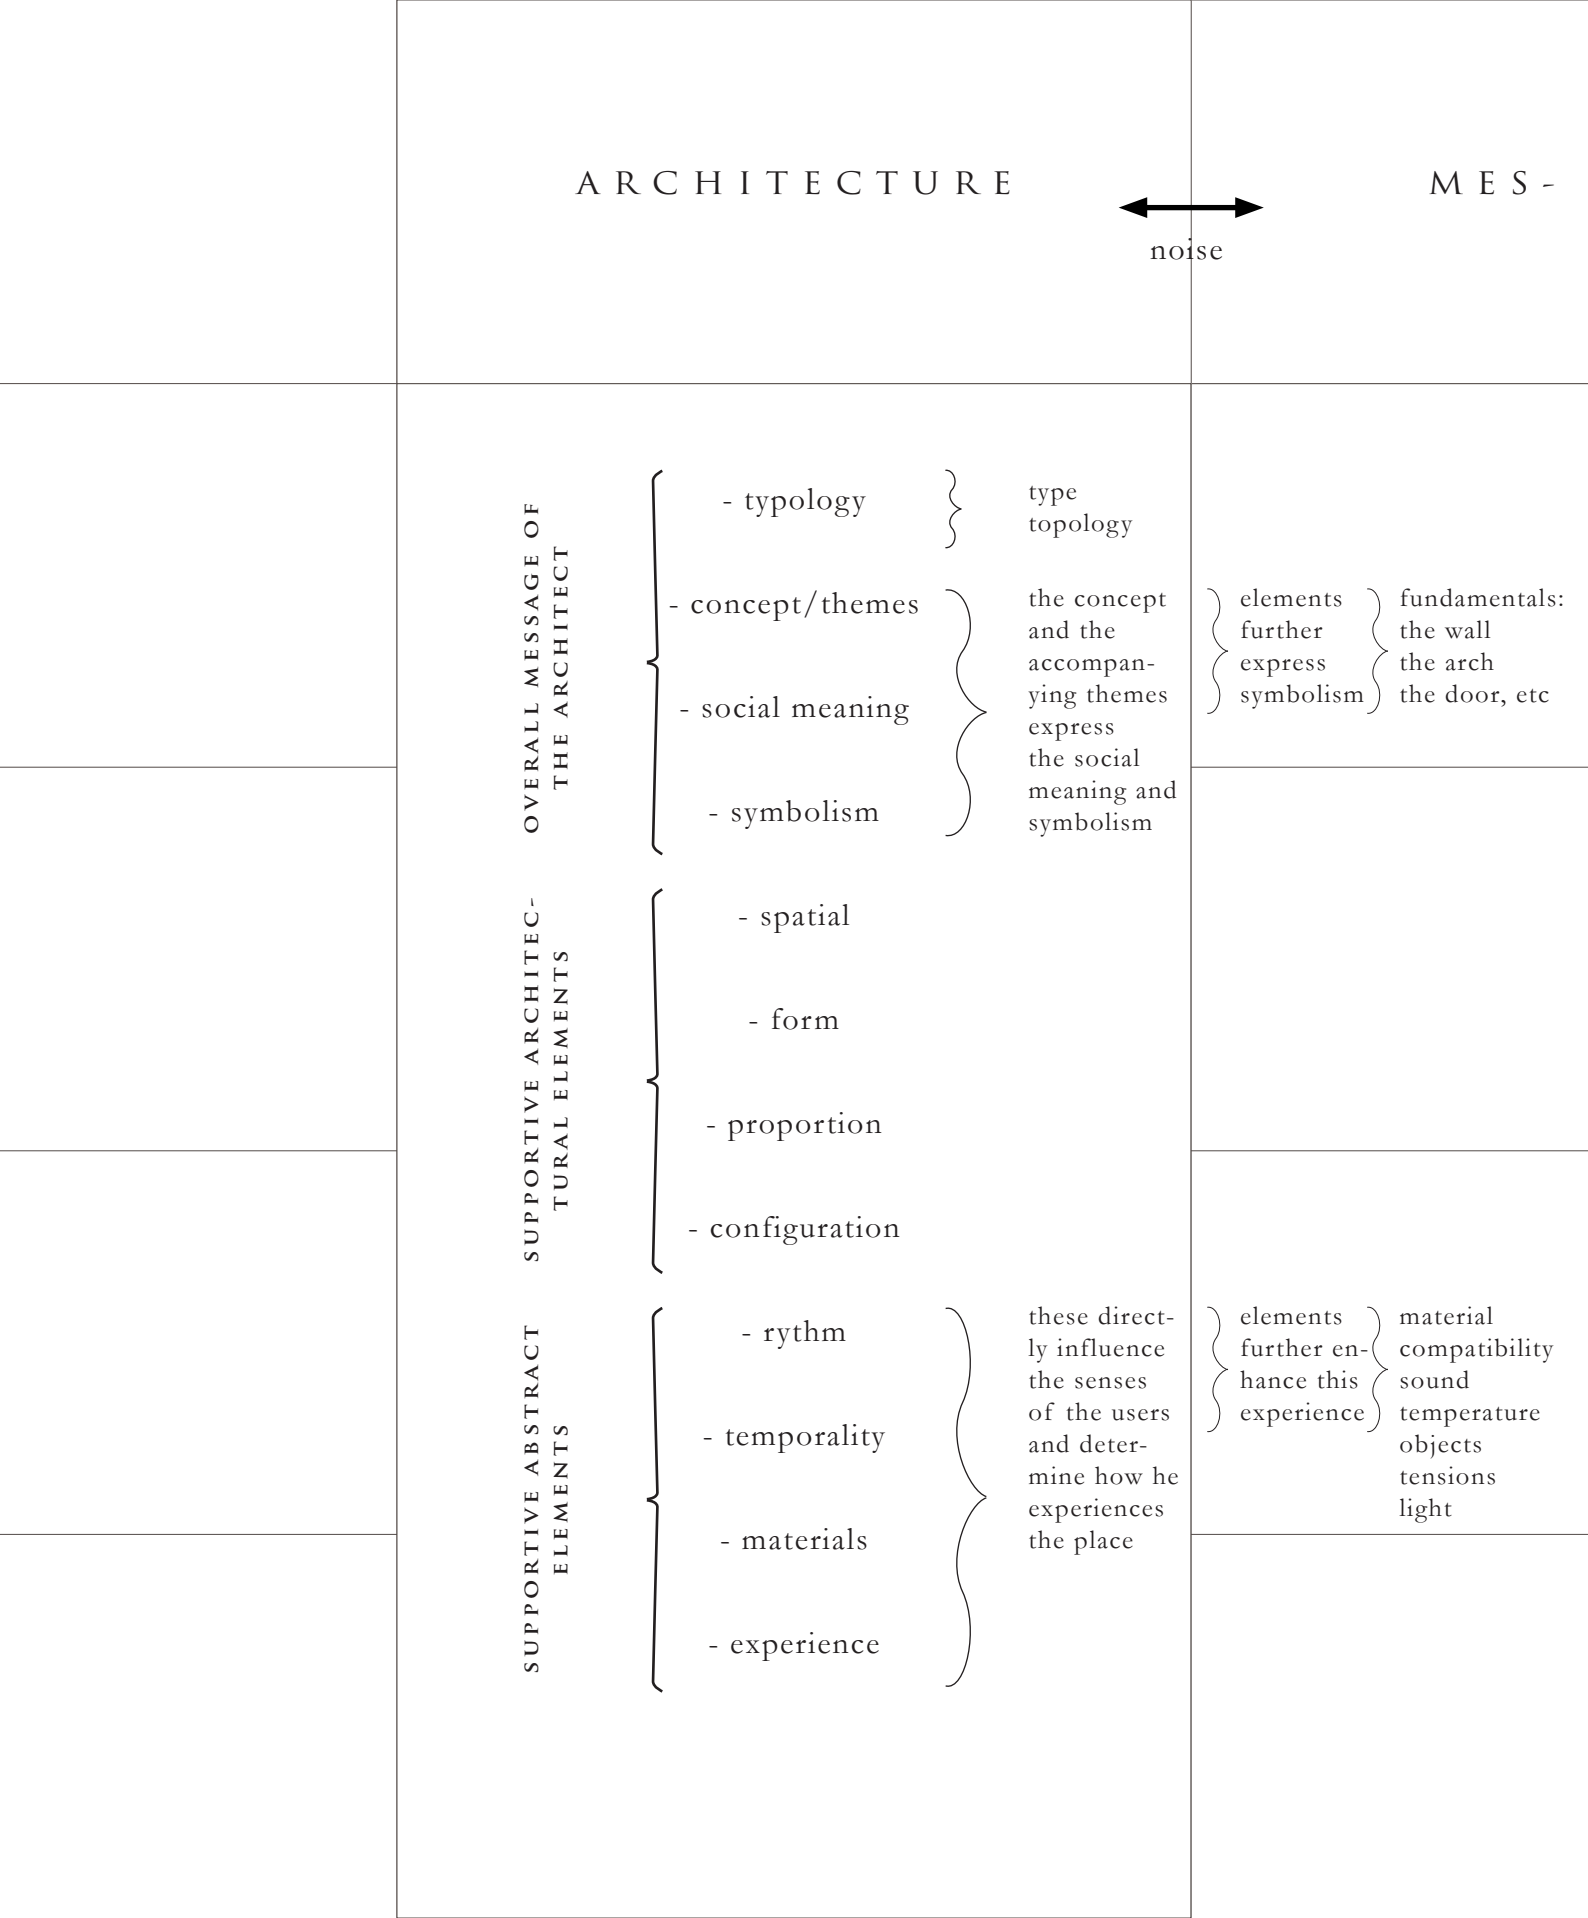 ARCHITECTURE
MES-
noise
OVERALL MESSAGE OF
THE ARCHITECT
- typology
type
topology
- concept/themes
- social meaning
- symbolism
the concept
and the
accompan-
ying themes
express
the social
meaning and
symbolism
elements
further
express
symbolism
fundamentals:
the wall
the arch
the door, etc
SUPPORTIVE ARCHITEC-
TURAL ELEMENTS
- spatial
- form
- proportion
- configuration
SUPPORTIVE ABSTRACT
ELEMENTS
- rythm
- temporality
- materials
- experience
these direct-
ly influence
the senses
of the users
and deter-
mine how he
experiences
the place
elements
further en-
hance this
experience
material
compatibility
sound
temperature
objects
tensions
light